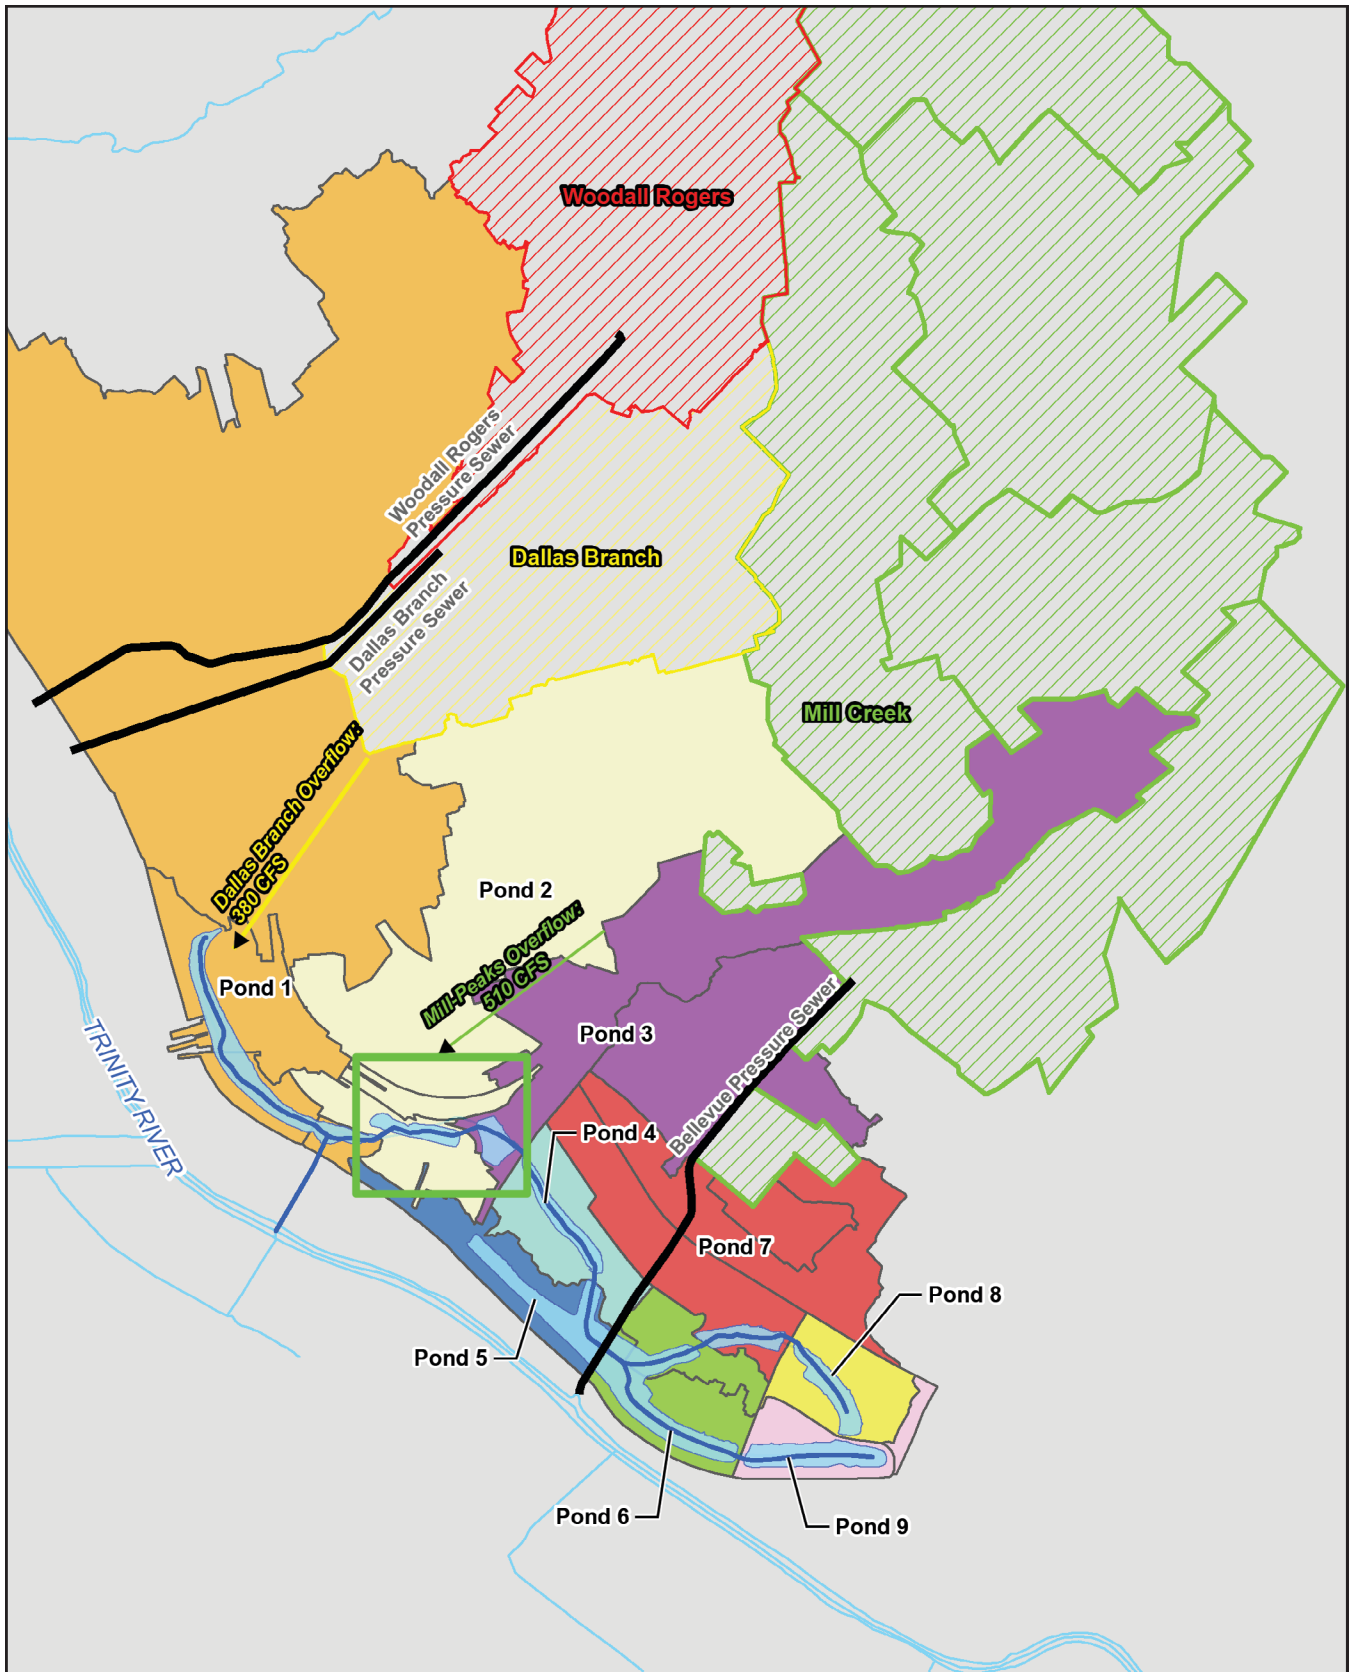 Woodall Rogers
Woodall Rogers
Pressure Sewer
Dallas Branch
Dallas Branch
Pressure Sewer
Mill Creek
Dallas Branch Overflow:
380 CFS
Pond 2
Mill-Peaks Overflow:
510 CFS
Pond 1
Pond 3
Bellevue Pressure Sewer
TRINITY RIVER
Pond 4
Pond 7
Pond 8
Pond 5
Pond 6
Pond 9